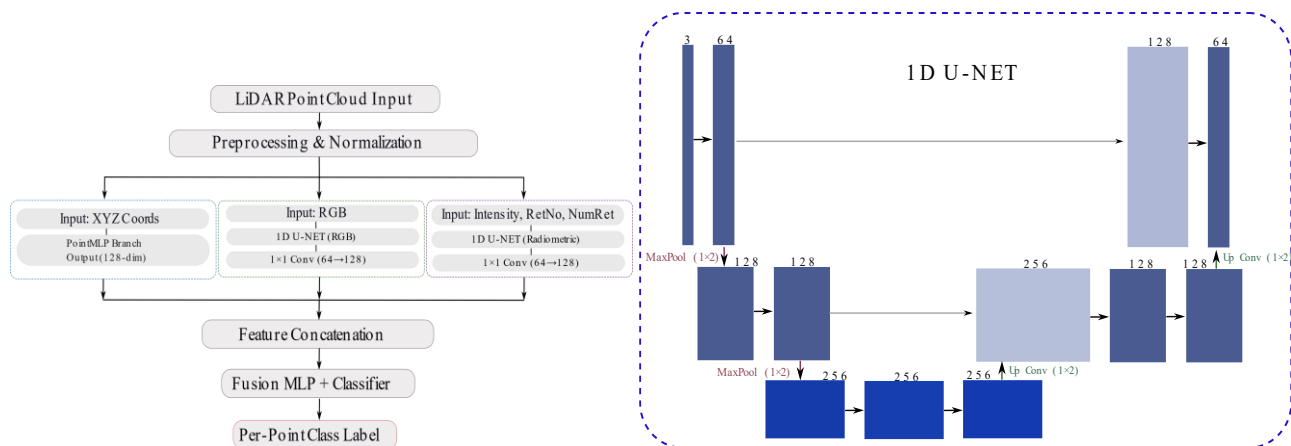 LiDAR PointCloud Input
Preprocessing & Normalization
Input: XYZ Coords
PointMLP Branch
Output (128-dim)
Input: RGB
1D U-NET (RGB)
1×1 Conv (64→128)
Input: Intensity, RetNo, NumRet
1D U-NET (Radiometric)
1×1 Conv (64→128)
Feature Concatenation
Fusion MLP + Classifier
Per-Point Class Label
1D U-NET
3
64
128
64
MaxPool (1×2)
Up Conv (1×2)
128
128
256
128
128
MaxPool (1×2)
Up Conv (1×2)
256
256
256